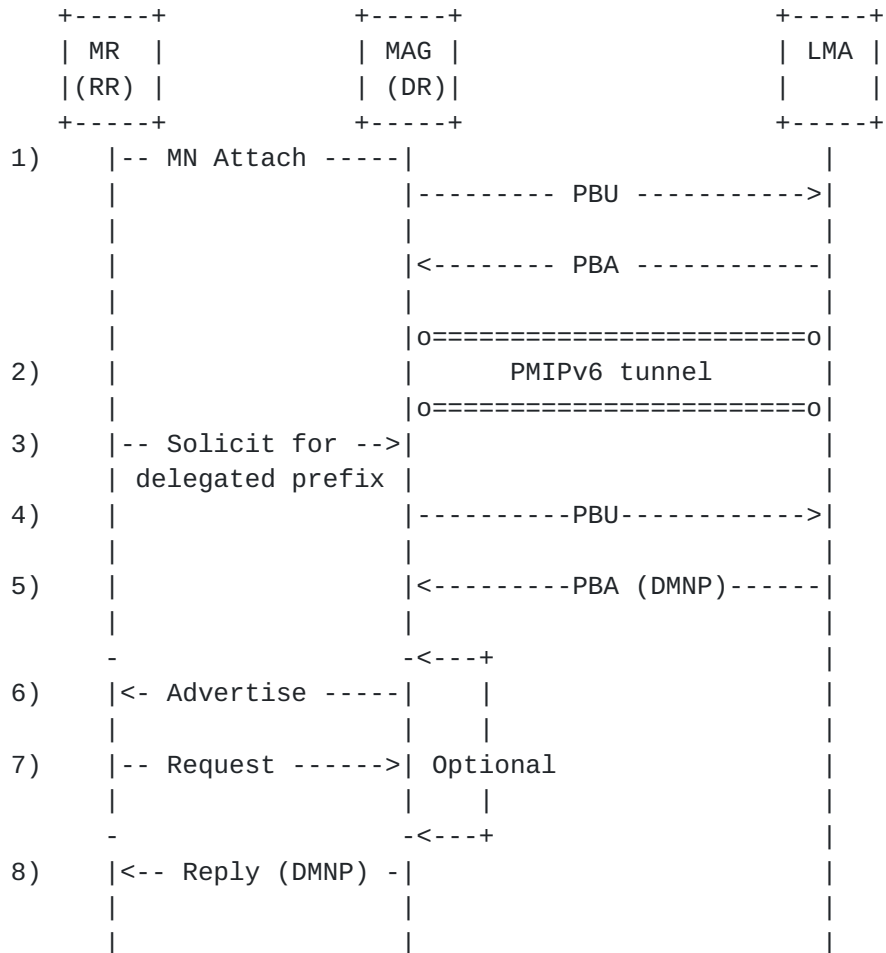 +-----+            +-----+                    +-----+
| MR  |            | MAG |                    | LMA |
|(RR) |            | (DR)|                    |     |
+-----+            +-----+                    +-----+
1)    |-- MN Attach -----|                          |
      |                  |--------- PBU ----------->|
      |                  |                          |
      |                  |<-------- PBA ------------|
      |                  |                          |
      |                  |o========================o|
2)    |                  |     PMIPv6 tunnel        |
      |                  |o========================o|
3)    |-- Solicit for -->|                          |
      | delegated prefix |                          |
4)    |                  |----------PBU------------>|
      |                  |                          |
5)    |                  |<---------PBA (DMNP)------|
      |                  |                          |
      -                  -<---+                     |
6)    |<- Advertise -----|    |                     |
      |                  |    |                     |
7)    |-- Request ------>| Optional                 |
      |                  |    |                     |
      -                  -<---+                     |
8)    |<-- Reply (DMNP) -|                          |
      |                  |                          |
      |                  |                          |